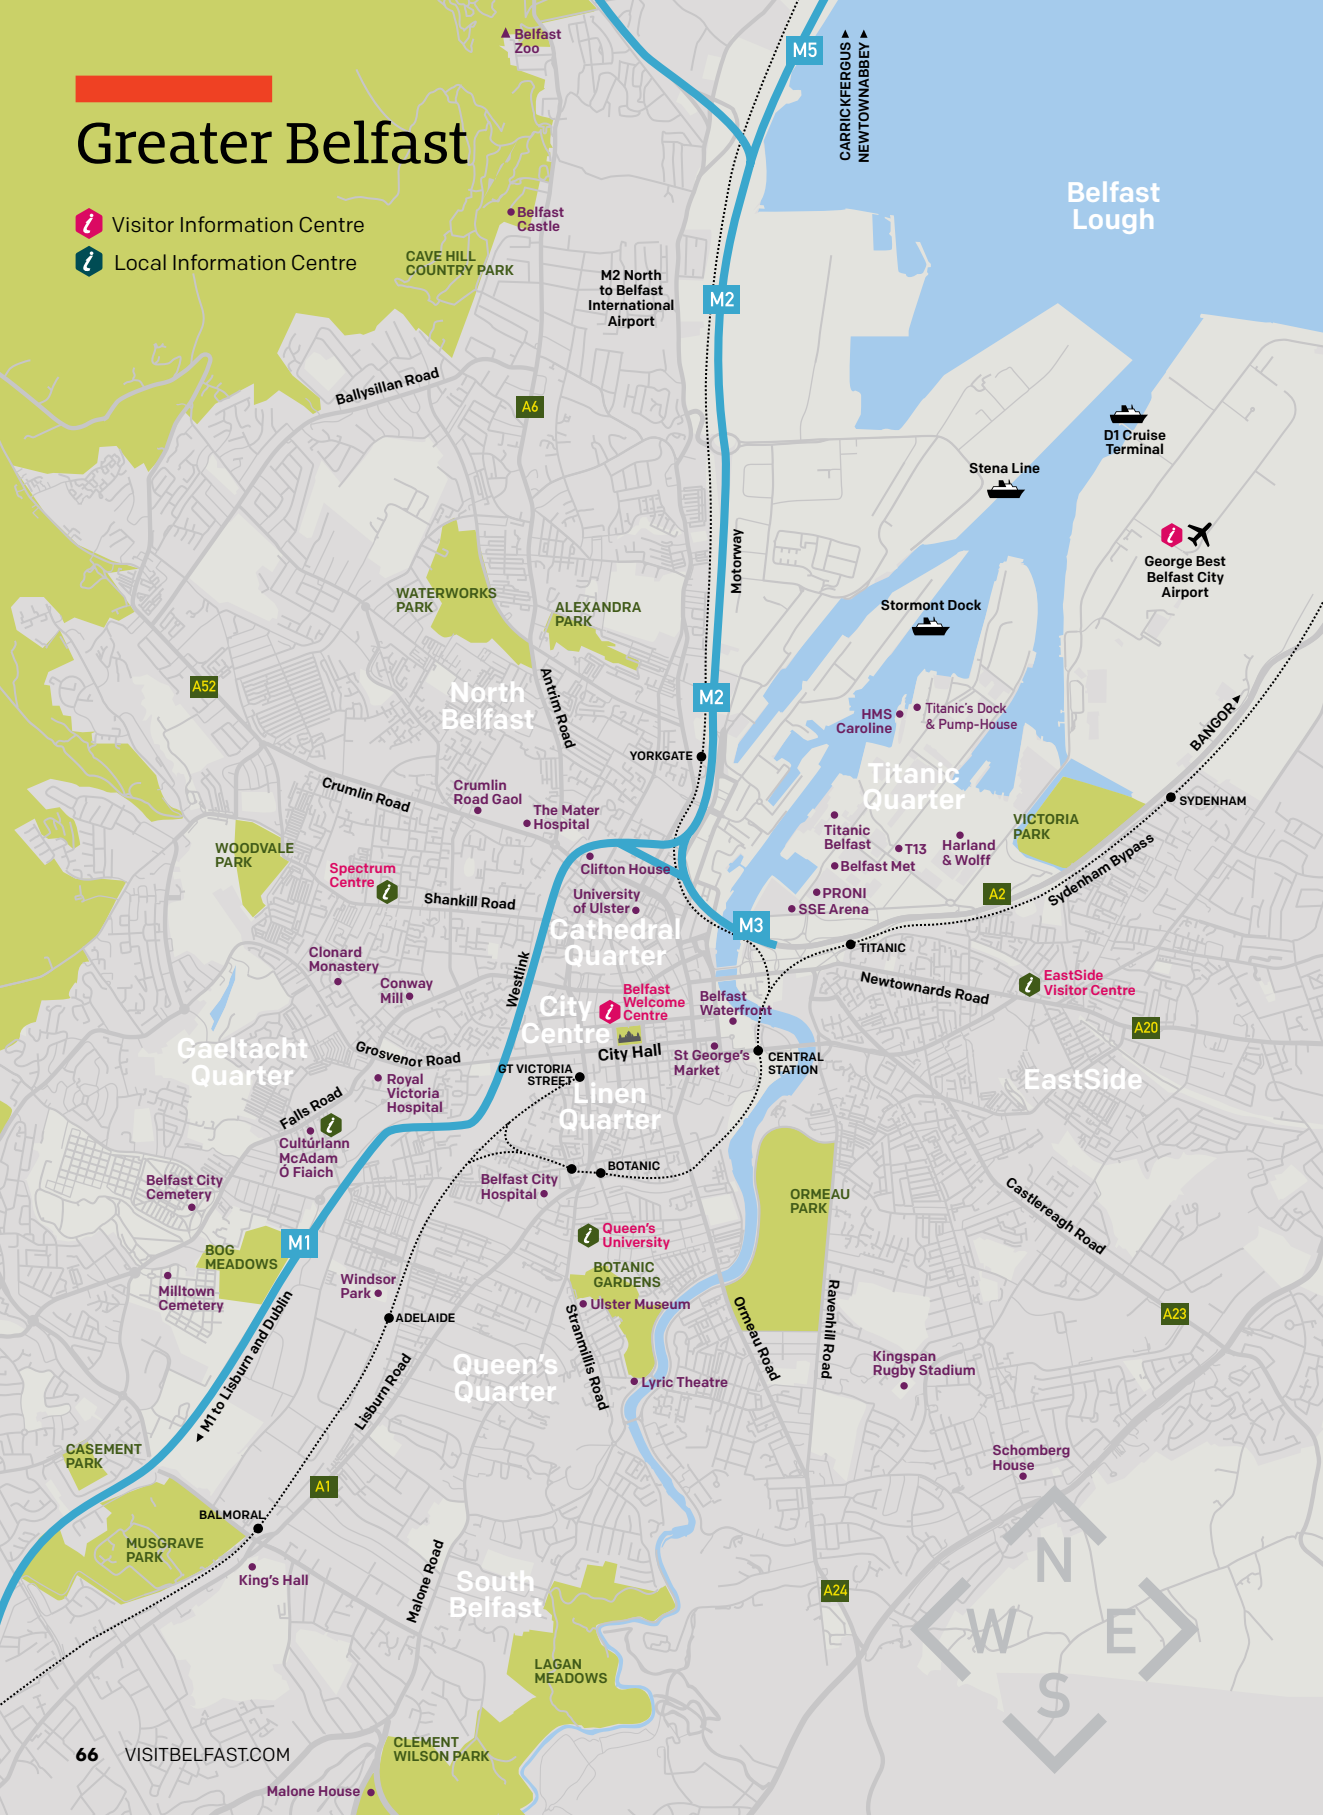 Belfast
Zoo
M5
CARRICKFERGUS
NEWTOWNABBEY
Greater Belfast
Visitor Information Centre
Local Information Centre
Belfast
Lough
Belfast
Castle
CAVE HILL
COUNTRY PARK
M2 North
to Belfast
International
Airport
M2
Ballysillan Road
A6
D1 Cruise
Terminal
Stena Line
Motorway
George Best
Belfast City
Airport
WATERWORKS
PARK
ALEXANDRA
PARK
Stormont Dock
A52
North
Belfast
Antrim Road
M2
HMS
Caroline
Titanic's Dock
& Pump-House
BANGOR
YORKGATE
Titanic
Quarter
Crumlin Road
Crumlin
Road Gaol
The Mater
Hospital
SYDENHAM
VICTORIA
PARK
Titanic
Belfast
T13
Harland
& Wolff
WOODVALE
PARK
Clifton House
Belfast Met
Sydenham Bypass
Spectrum
Centre
Shankill Road
University
of Ulster
PRONI
SSE Arena
A2
Cathedral
Quarter
M3
TITANIC
Clonard
Monastery
Conway
Mill
Westlink
Newtownards Road
EastSide
Visitor Centre
City
Centre
Belfast
Welcome
Centre
Belfast
Waterfront
A20
City Hall
Gaeltacht
Quarter
Grosvenor Road
St George's
Market
CENTRAL
STATION
GT VICTORIA
STREET
EastSide
Royal
Victoria
Hospital
Linen
Quarter
Falls Road
Cultúrlann
McAdam
Ó Fiaich
BOTANIC
Belfast City
Cemetery
Belfast City
Hospital
ORMEAU
PARK
Castlereagh Road
Queen's
University
M1
BOG
MEADOWS
BOTANIC
GARDENS
Milltown
Cemetery
Windsor
Park
Ulster Museum
ADELAIDE
Stranmillis Road
Ormeau Road
Ravenhill Road
A23
M1 to Lisburn and Dublin
Lisburn Road
Queen's
Quarter
Kingspan
Rugby Stadium
Lyric Theatre
CASEMENT
PARK
Schomberg
House
A1
BALMORAL
MUSGRAVE
PARK
King's Hall
Malone Road
South
Belfast
A24
N
W
E
S
LAGAN
MEADOWS
CLEMENT
WILSON PARK
66 VISITBELFAST.COM
Malone House